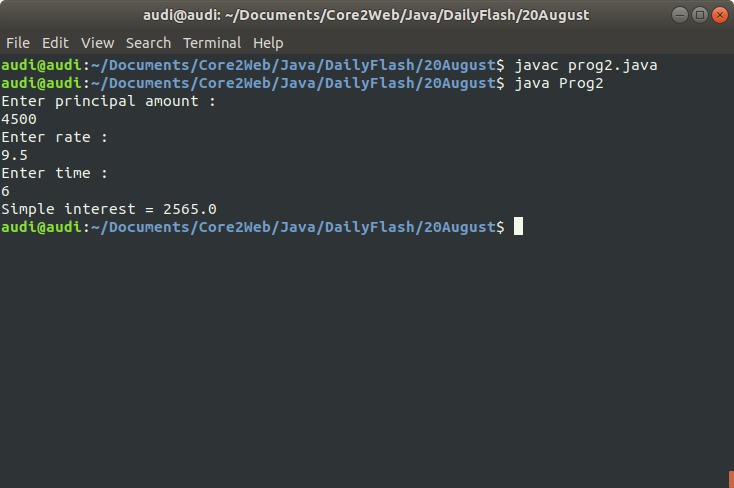 audi@audi: ~/Documents/Core2Web/Java/DailyFlash/20August
File Edit View Search Terminal Help
audi@audi:~/Documents/Core2Web/Java/DailyFlash/20August$ javac prog2.java
audi@audi:~/Documents/Core2Web/Java/DailyFlash/20August$ java Prog2
Enter principal amount :
4500
Enter rate :
9.5
Enter time :
6
Simple interest = 2565.0
audi@audi:~/Documents/Core2Web/Java/DailyFlash/20August$